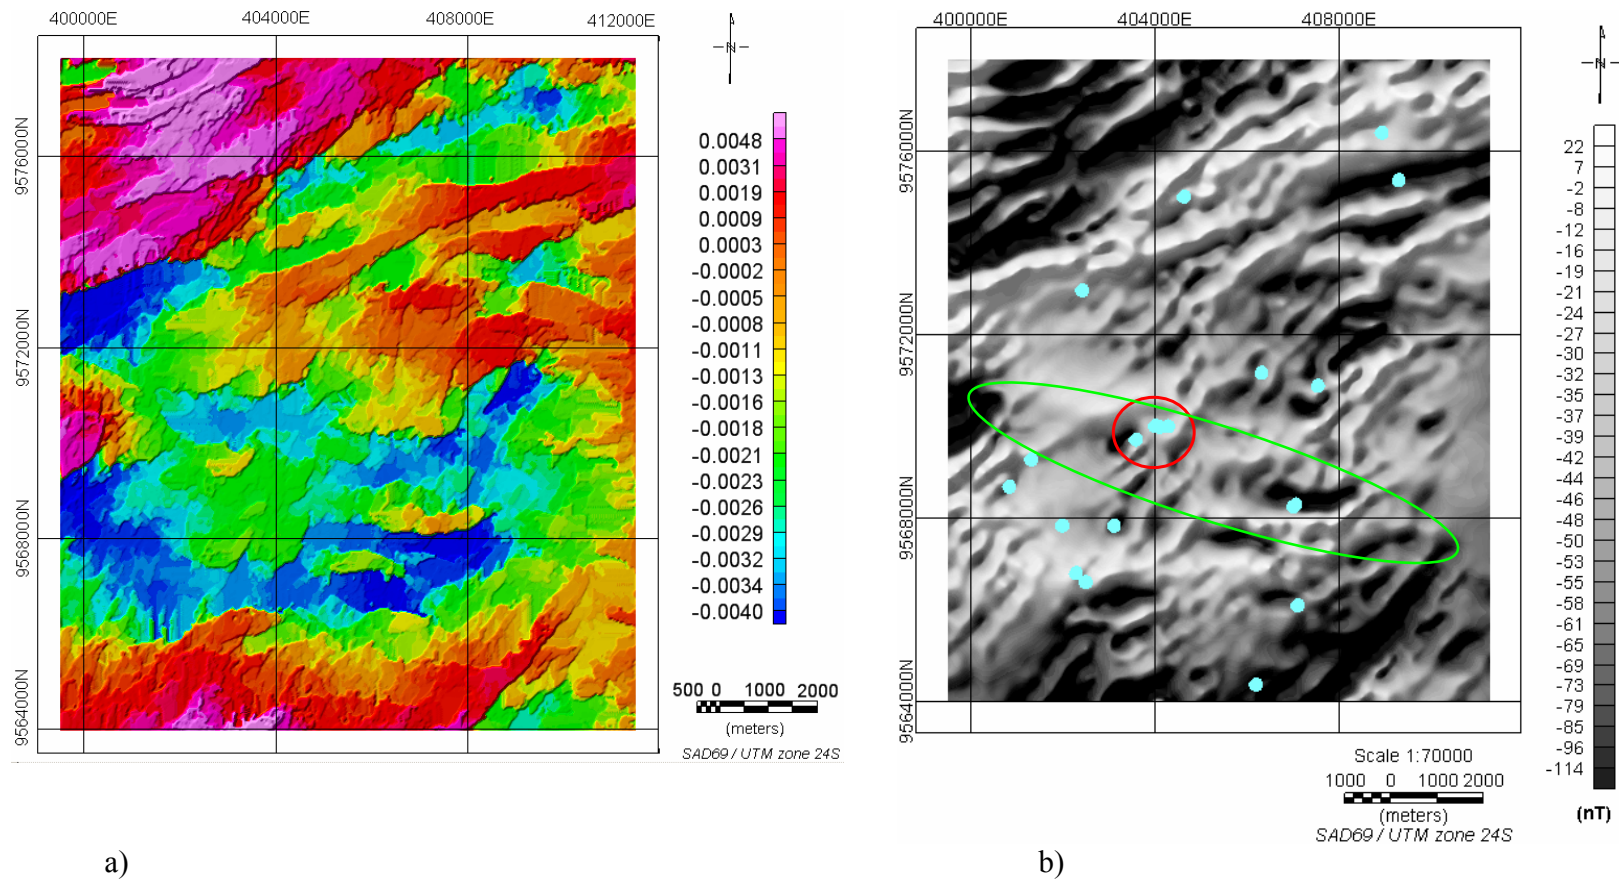 400000E 404000E 408000E 412000E
9576000N
9572000N
9568000N
9564000N
N
0.0048
0.0031
0.0019
0.0009
0.0003
-0.0002
-0.0005
-0.0008
-0.0011
-0.0013
-0.0016
-0.0019
-0.0021
-0.0023
-0.0026
-0.0029
-0.0032
-0.0034
-0.0040
500 0 1000 2000
(meters)
SAD69 / UTM zone 24S
a)
400000E 404000E 408000E
9576000N
9572000N
9568000N
9564000N
N
22
7
-2
-8
-12
-16
-19
-21
-24
-27
-30
-32
-35
-37
-39
-42
-44
-46
-48
-50
-53
-55
-58
-61
-65
-69
-73
-79
-85
-96
-114
(nT)
Scale 1:70000
1000 0 1000 2000
(meters)
SAD69 / UTM zone 24S
b)